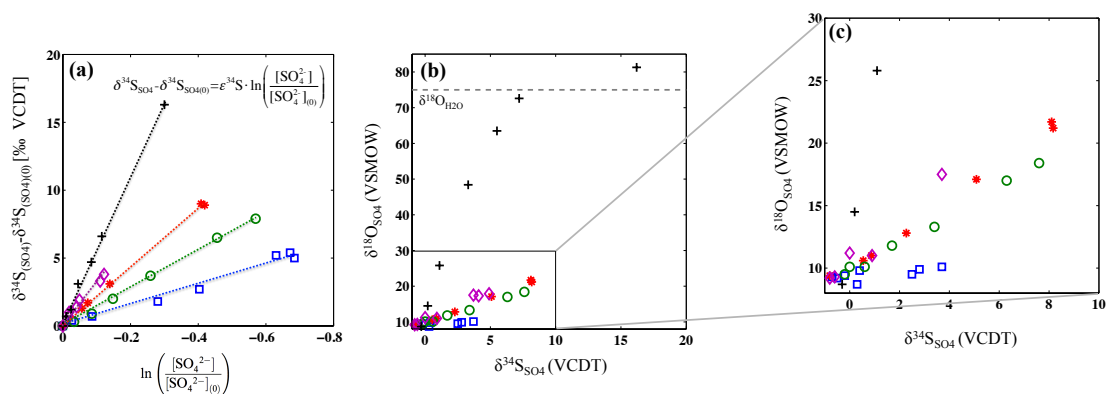 (a)
δ³⁴S_SO4-δ³⁴S_SO4(0)=ε³⁴S·ln([SO₄²⁻]/[SO₄²⁻]₍₀₎)
20
15
10
5
0
0 −0.2 −0.4 −0.6 −0.8
δ³⁴S_(SO4)-δ³⁴S_(SO4)(0) [‰ VCDT]
ln([SO₄²⁻]/[SO₄²⁻]₍₀₎)
(b)
δ¹⁸O_H2O
80
70
60
50
40
30
20
10
0 5 10 15 20
δ¹⁸O_SO4 (VSMOW)
δ³⁴S_SO4 (VCDT)
(c)
30
25
20
15
10
0 2 4 6 8 10
δ¹⁸O_SO4 (VSMOW)
δ³⁴S_SO4 (VCDT)